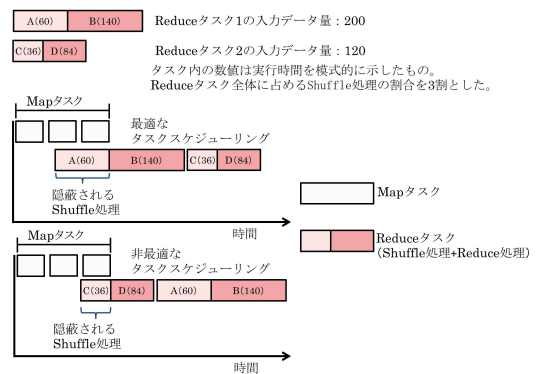 A(60) B(140) Reduceタスク1の入力データ量：200
C(36) D(84) Reduceタスク2の入力データ量：120
タスク内の数値は実行時間を模式的に示したもの。
Reduceタスク全体に占めるShuffle処理の割合を3割とした。
Mapタスク
最適な
タスクスケジューリング
A(60) B(140) C(36) D(84)
隠蔽される
Shuffle処理
時間
Mapタスク
Reduceタスク
(Shuffle処理+Reduce処理)
Mapタスク
非最適な
タスクスケジューリング
C(36) D(84) A(60) B(140)
隠蔽される
Shuffle処理
時間